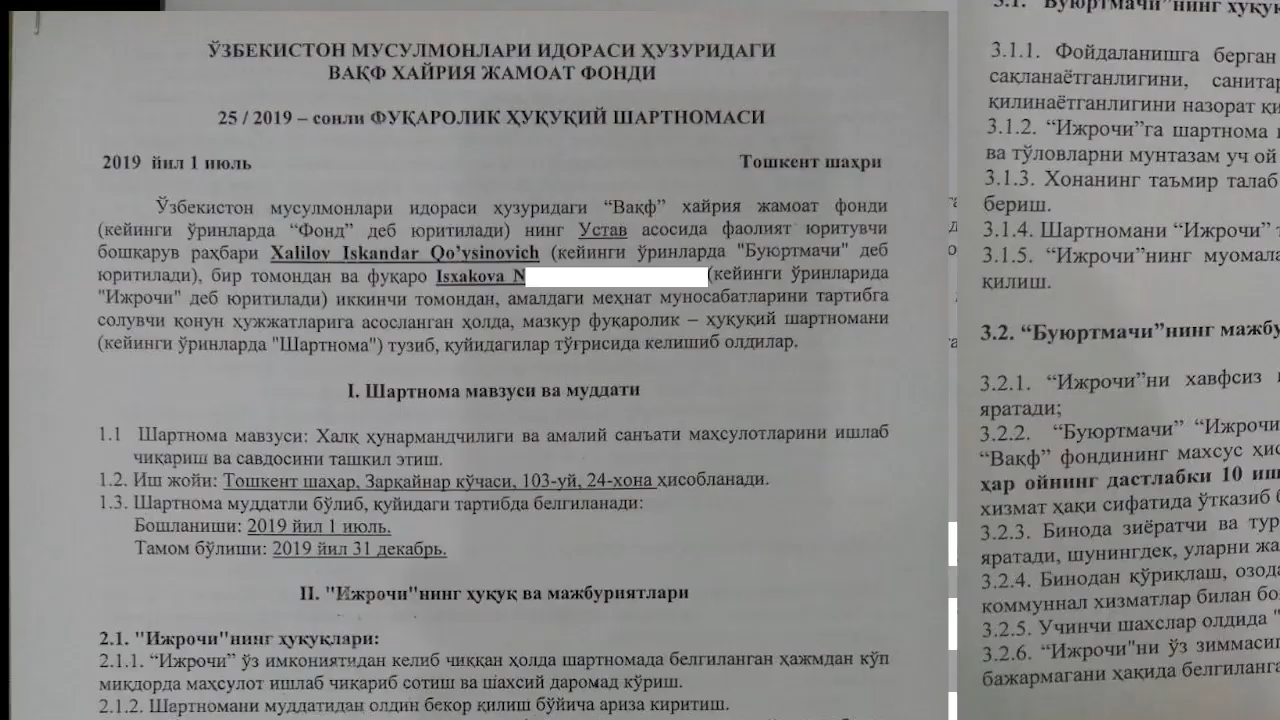 ЎЗБЕКИСТОН МУСУЛМОНЛАРИ ИДОРАСИ ҲУЗУРИДАГИ
ВАҚФ ХАЙРИЯ ЖАМОАТ ФОНДИ
25 / 2019 – сонли ФУҚАРОЛИК ҲУҚУҚИЙ ШАРТНОМАСИ
2019 йил 1 июль Тошкент шаҳри
Ўзбекистон мусулмонлари идораси ҳузуридаги “Вақф” хайрия жамоат фонди
(кейинги ўринларда “Фонд” деб юритилади) нинг Устав асосида фаолият юритувчи
бошқарув раҳбари Xalilov Iskandar Qo’ysinovich (кейинги ўринларда "Буюртмачи" деб
юритилади), бир томондан ва фуқаро Isxakova N (кейинги ўринларида
"Ижрочи" деб юритилади) иккинчи томондан, амалдаги меҳнат муносабатларини тартибга
солувчи қонун ҳужжатларига асосланган ҳолда, мазкур фуқаролик – ҳуқуқий шартномани
(кейинги ўринларда "Шартнома") тузиб, қуйидагилар тўғрисида келишиб олдилар.
I. Шартнома мавзуси ва муддати
1.1 Шартнома мавзуси: Халқ ҳунармандчилиги ва амалий санъати маҳсулотларини ишлаб
чиқариш ва савдосини ташкил этиш.
1.2. Иш жойи: Тошкент шаҳар, Зарқайнар кўчаси, 103-уй, 24-хона ҳисобланади.
1.3. Шартнома муддатли бўлиб, қуйидаги тартибда белгиланади:
Бошланиши: 2019 йил 1 июль.
Тамом бўлиши: 2019 йил 31 декабрь.
II. "Ижрочи"нинг ҳуқуқ ва мажбуриятлари
2.1. "Ижрочи"нинг ҳуқуқлари:
2.1.1. “Ижрочи” ўз имкониятидан келиб чиққан ҳолда шартномада белгиланган ҳажмдан кўп
миқдорда маҳсулот ишлаб чиқариб сотиш ва шахсий даромад кўриш.
2.1.2. Шартномани муддатидан олдин бекор қилиш бўйича ариза киритиш.
3.1. "Буюртмачи"нинг ҳуқу
3.1.1. Фойдаланишга берган
сақланаётганлигини, санитар
қилинаётганлигини назорат қи
3.1.2. “Ижрочи”га шартнома
ва тўловларни мунтазам уч ой
3.1.3. Хонанинг таъмир талаб
бериш.
3.1.4. Шартномани “Ижрочи”
3.1.5. “Ижрочи”нинг муомала
қилиш.
3.2. “Буюртмачи”нинг мажбу
3.2.1. “Ижрочи”ни хавфсиз
яратади;
3.2.2. “Буюртмачи” “Ижрочи
“Вақф” фондининг махсус ҳис
ҳар ойнинг дастлабки 10 иш
хизмат ҳақи сифатида ўтказиб
3.2.3. Бинода зиёратчи ва тур
яратади, шунингдек, уларни жа
3.2.4. Бинодан қўриқлаш, озода
коммуннал хизматлар билан бо
3.2.5. Учинчи шахслар олдида "
3.2.6. “Ижрочи"ни ўз зиммаси
бажармагани ҳақида белгиланга